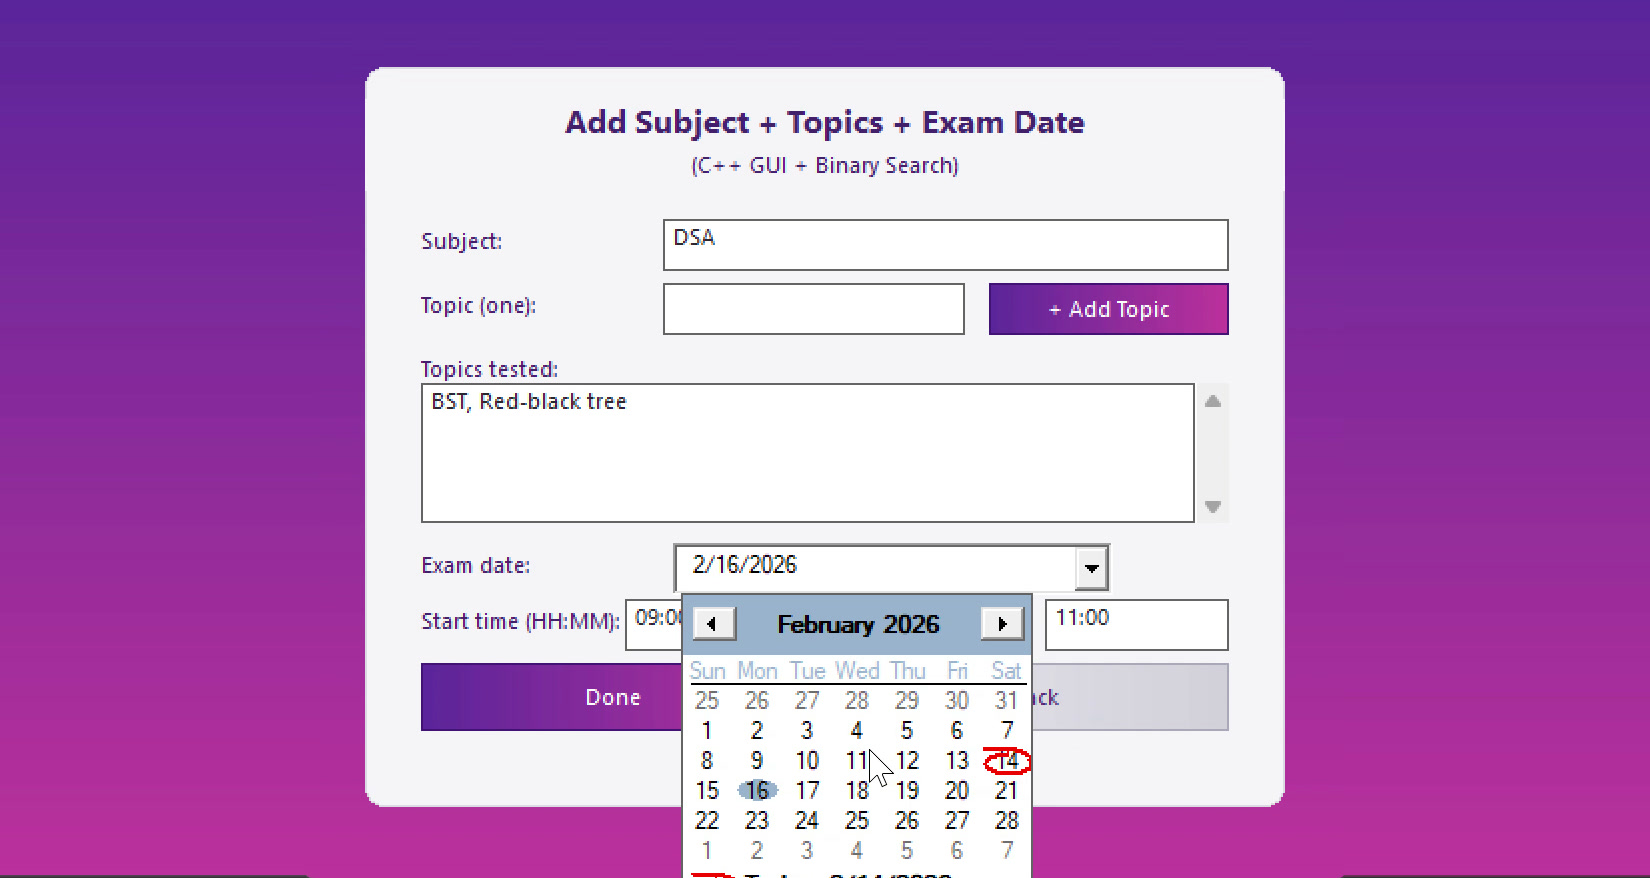 Add Subject + Topics + Exam Date
(C++ GUI + Binary Search)
Subject: DSA
Topic (one): + Add Topic
Topics tested:
BST, Red-black tree
Exam date: 2/16/2026
Start time (HH:MM): 11:00
February 2026
Done
Sun Mon Tue Wed Thu Fri Sat
25 26 27 28 29 30 31
1 2 3 4 5 6 7
8 9 10 11 12 13 14
15 16 17 18 19 20 21
22 23 24 25 26 27 28
1 2 3 4 5 6 7